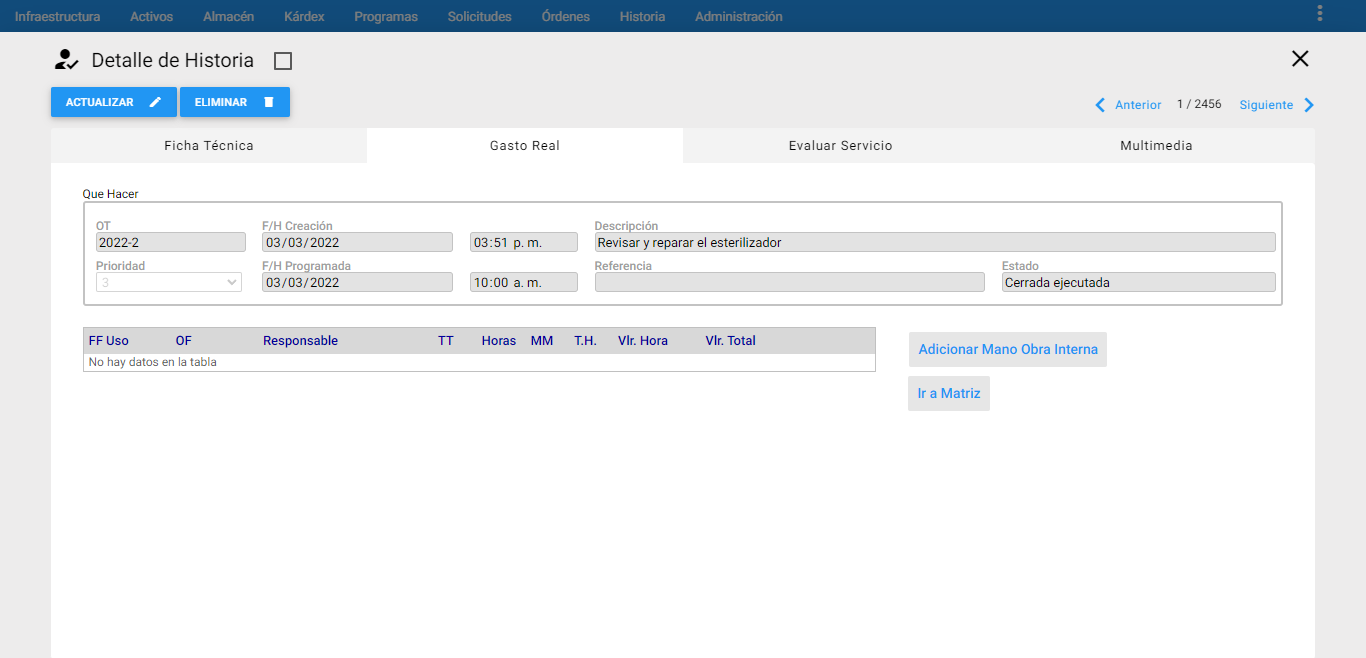 Infraestructura Activos Almacén Kárdex Programas Solicitudes Órdenes Historia Administración
Detalle de Historia
ACTUALIZAR ELIMINAR
Anterior 1 / 2456 Siguiente
Ficha Técnica Gasto Real Evaluar Servicio Multimedia
Que Hacer
OT F/H Creación Descripción
2022-2 03/03/2022 03:51 p. m. Revisar y reparar el esterilizador
Prioridad F/H Programada Referencia Estado
3 03/03/2022 10:00 a. m. Cerrada ejecutada
FF Uso OF Responsable TT Horas MM T.H. Vlr. Hora Vlr. Total
No hay datos en la tabla
Adicionar Mano Obra Interna
Ir a Matriz